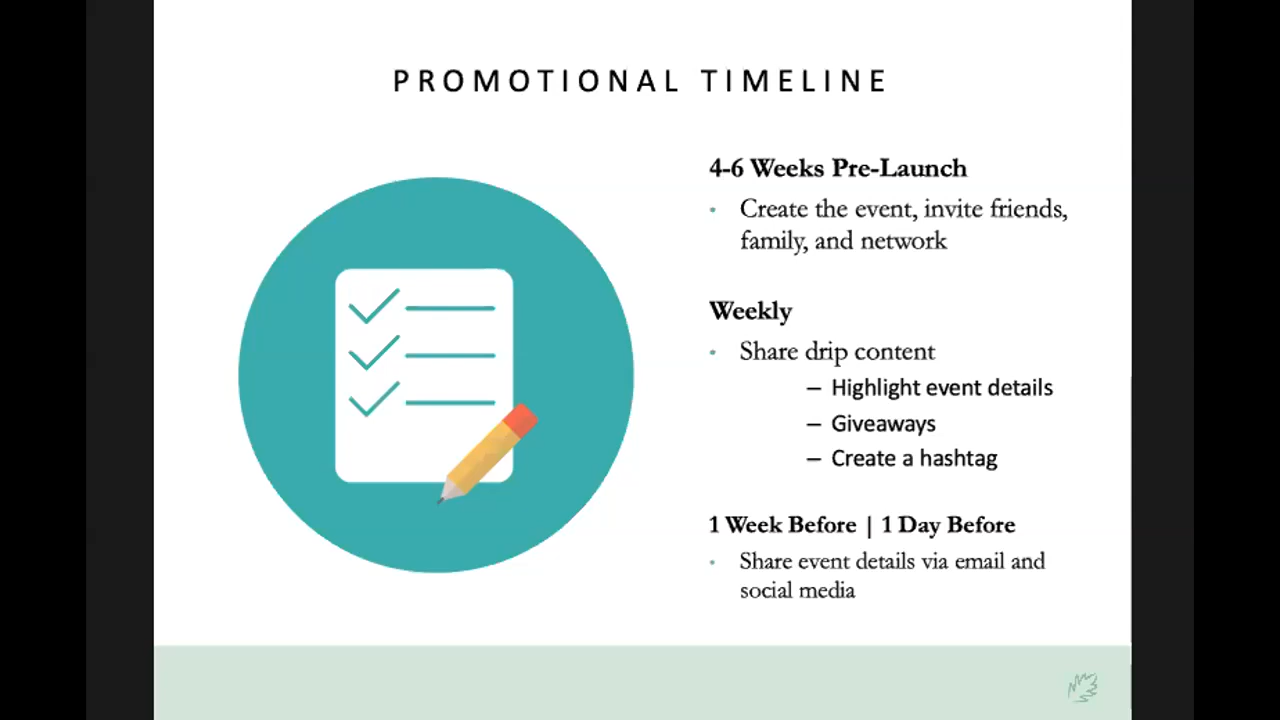 PROMOTIONAL TIMELINE
4-6 Weeks Pre-Launch
• Create the event, invite friends,
family, and network
Weekly
• Share drip content
– Highlight event details
– Giveaways
– Create a hashtag
1 Week Before | 1 Day Before
• Share event details via email and
social media